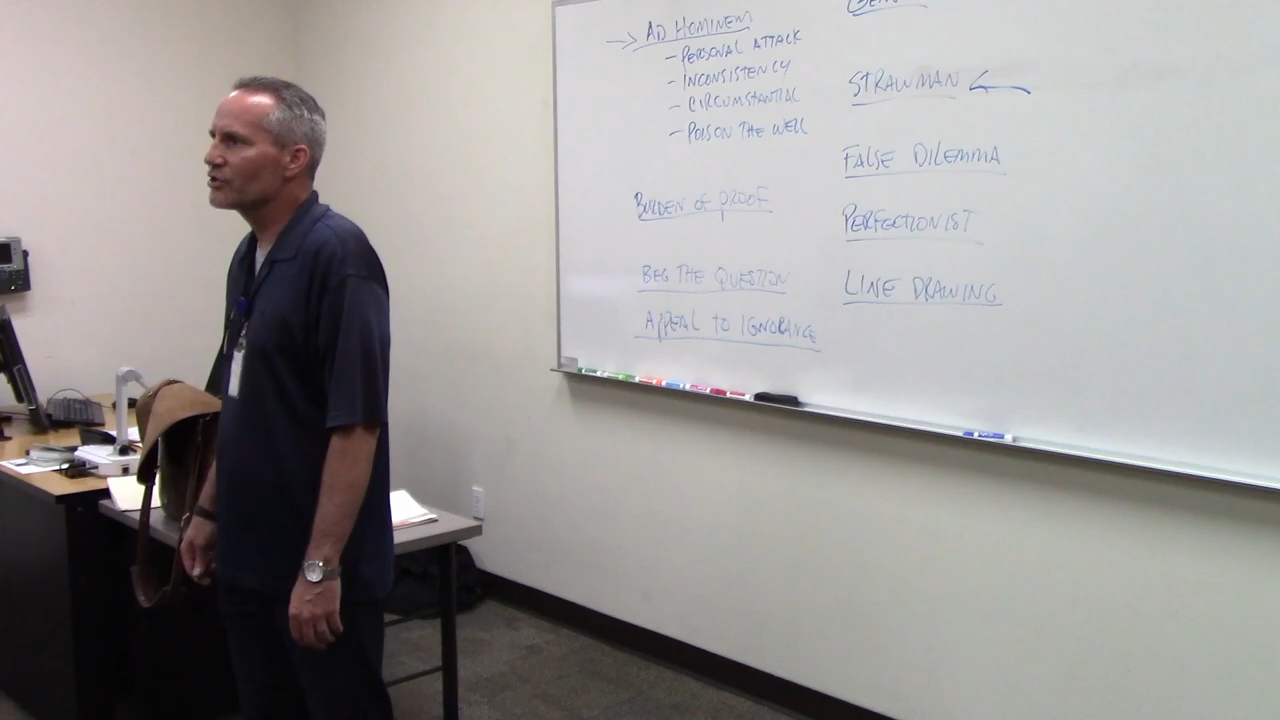 → AD HOMINEM
- PERSONAL ATTACK
- INCONSISTENCY
- CIRCUMSTANTIAL
- POISON THE WELL
BURDEN OF PROOF
BEG THE QUESTION
APPEAL TO IGNORANCE
STRAWMAN ←
FALSE DILEMMA
PERFECTIONIST
LINE DRAWING